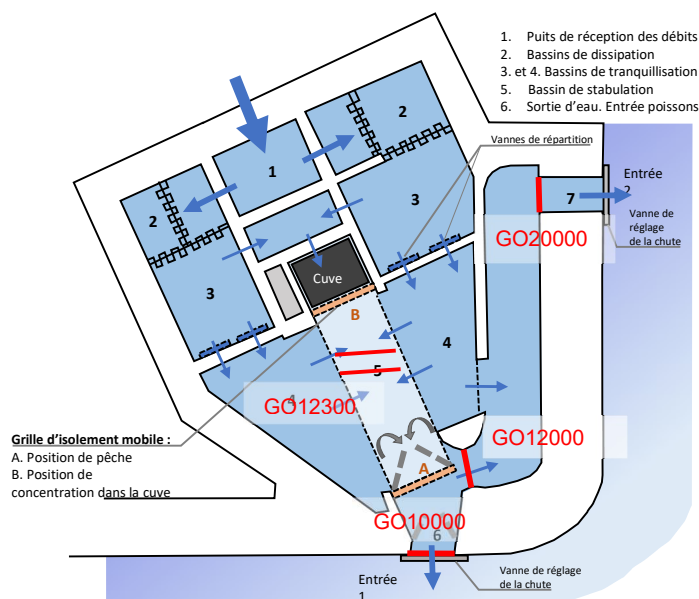 1. Puits de réception des débits
2. Bassins de dissipation
3. et 4. Bassins de tranquillisation
5. Bassin de stabulation
6. Sortie d'eau. Entrée poissons
2
2
1
Vannes de répartition
Entrée
2
7
3
GO20000
Vanne de
réglage
de la chute
3
Cuve
B
4
5
4
GO12300
GO12000
Grille d'isolement mobile :
A. Position de pêche
B. Position de
concentration dans la cuve
A
GO10000
6
Entrée
1
Vanne de réglage
de la chute